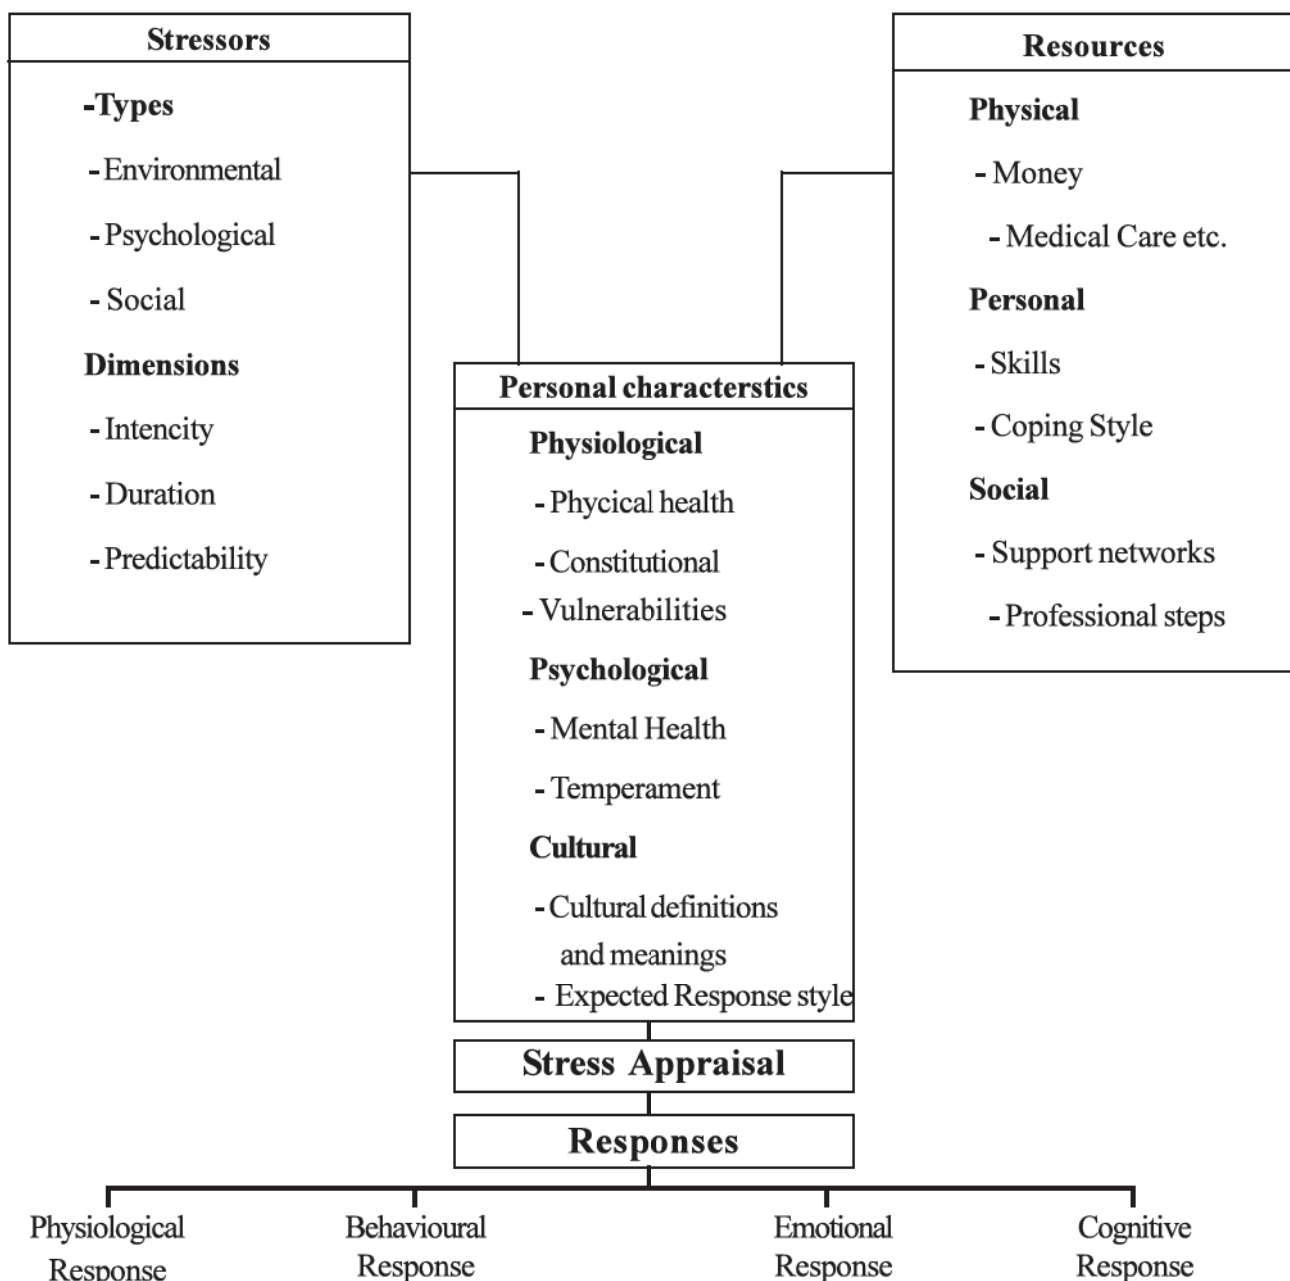 Stressors
-Types
- Environmental
- Psychological
- Social
Dimensions
- Intencity
- Duration
- Predictability
Resources
Physical
- Money
- Medical Care etc.
Personal
- Skills
- Coping Style
Social
- Support networks
- Professional steps
Personal characterstics
Physiological
- Phycical health
- Constitutional
- Vulnerabilities
Psychological
- Mental Health
- Temperament
Cultural
- Cultural definitions
and meanings
- Expected Response style
Stress Appraisal
Responses
Physiological
Response
Behavioural
Response
Emotional
Response
Cognitive
Response